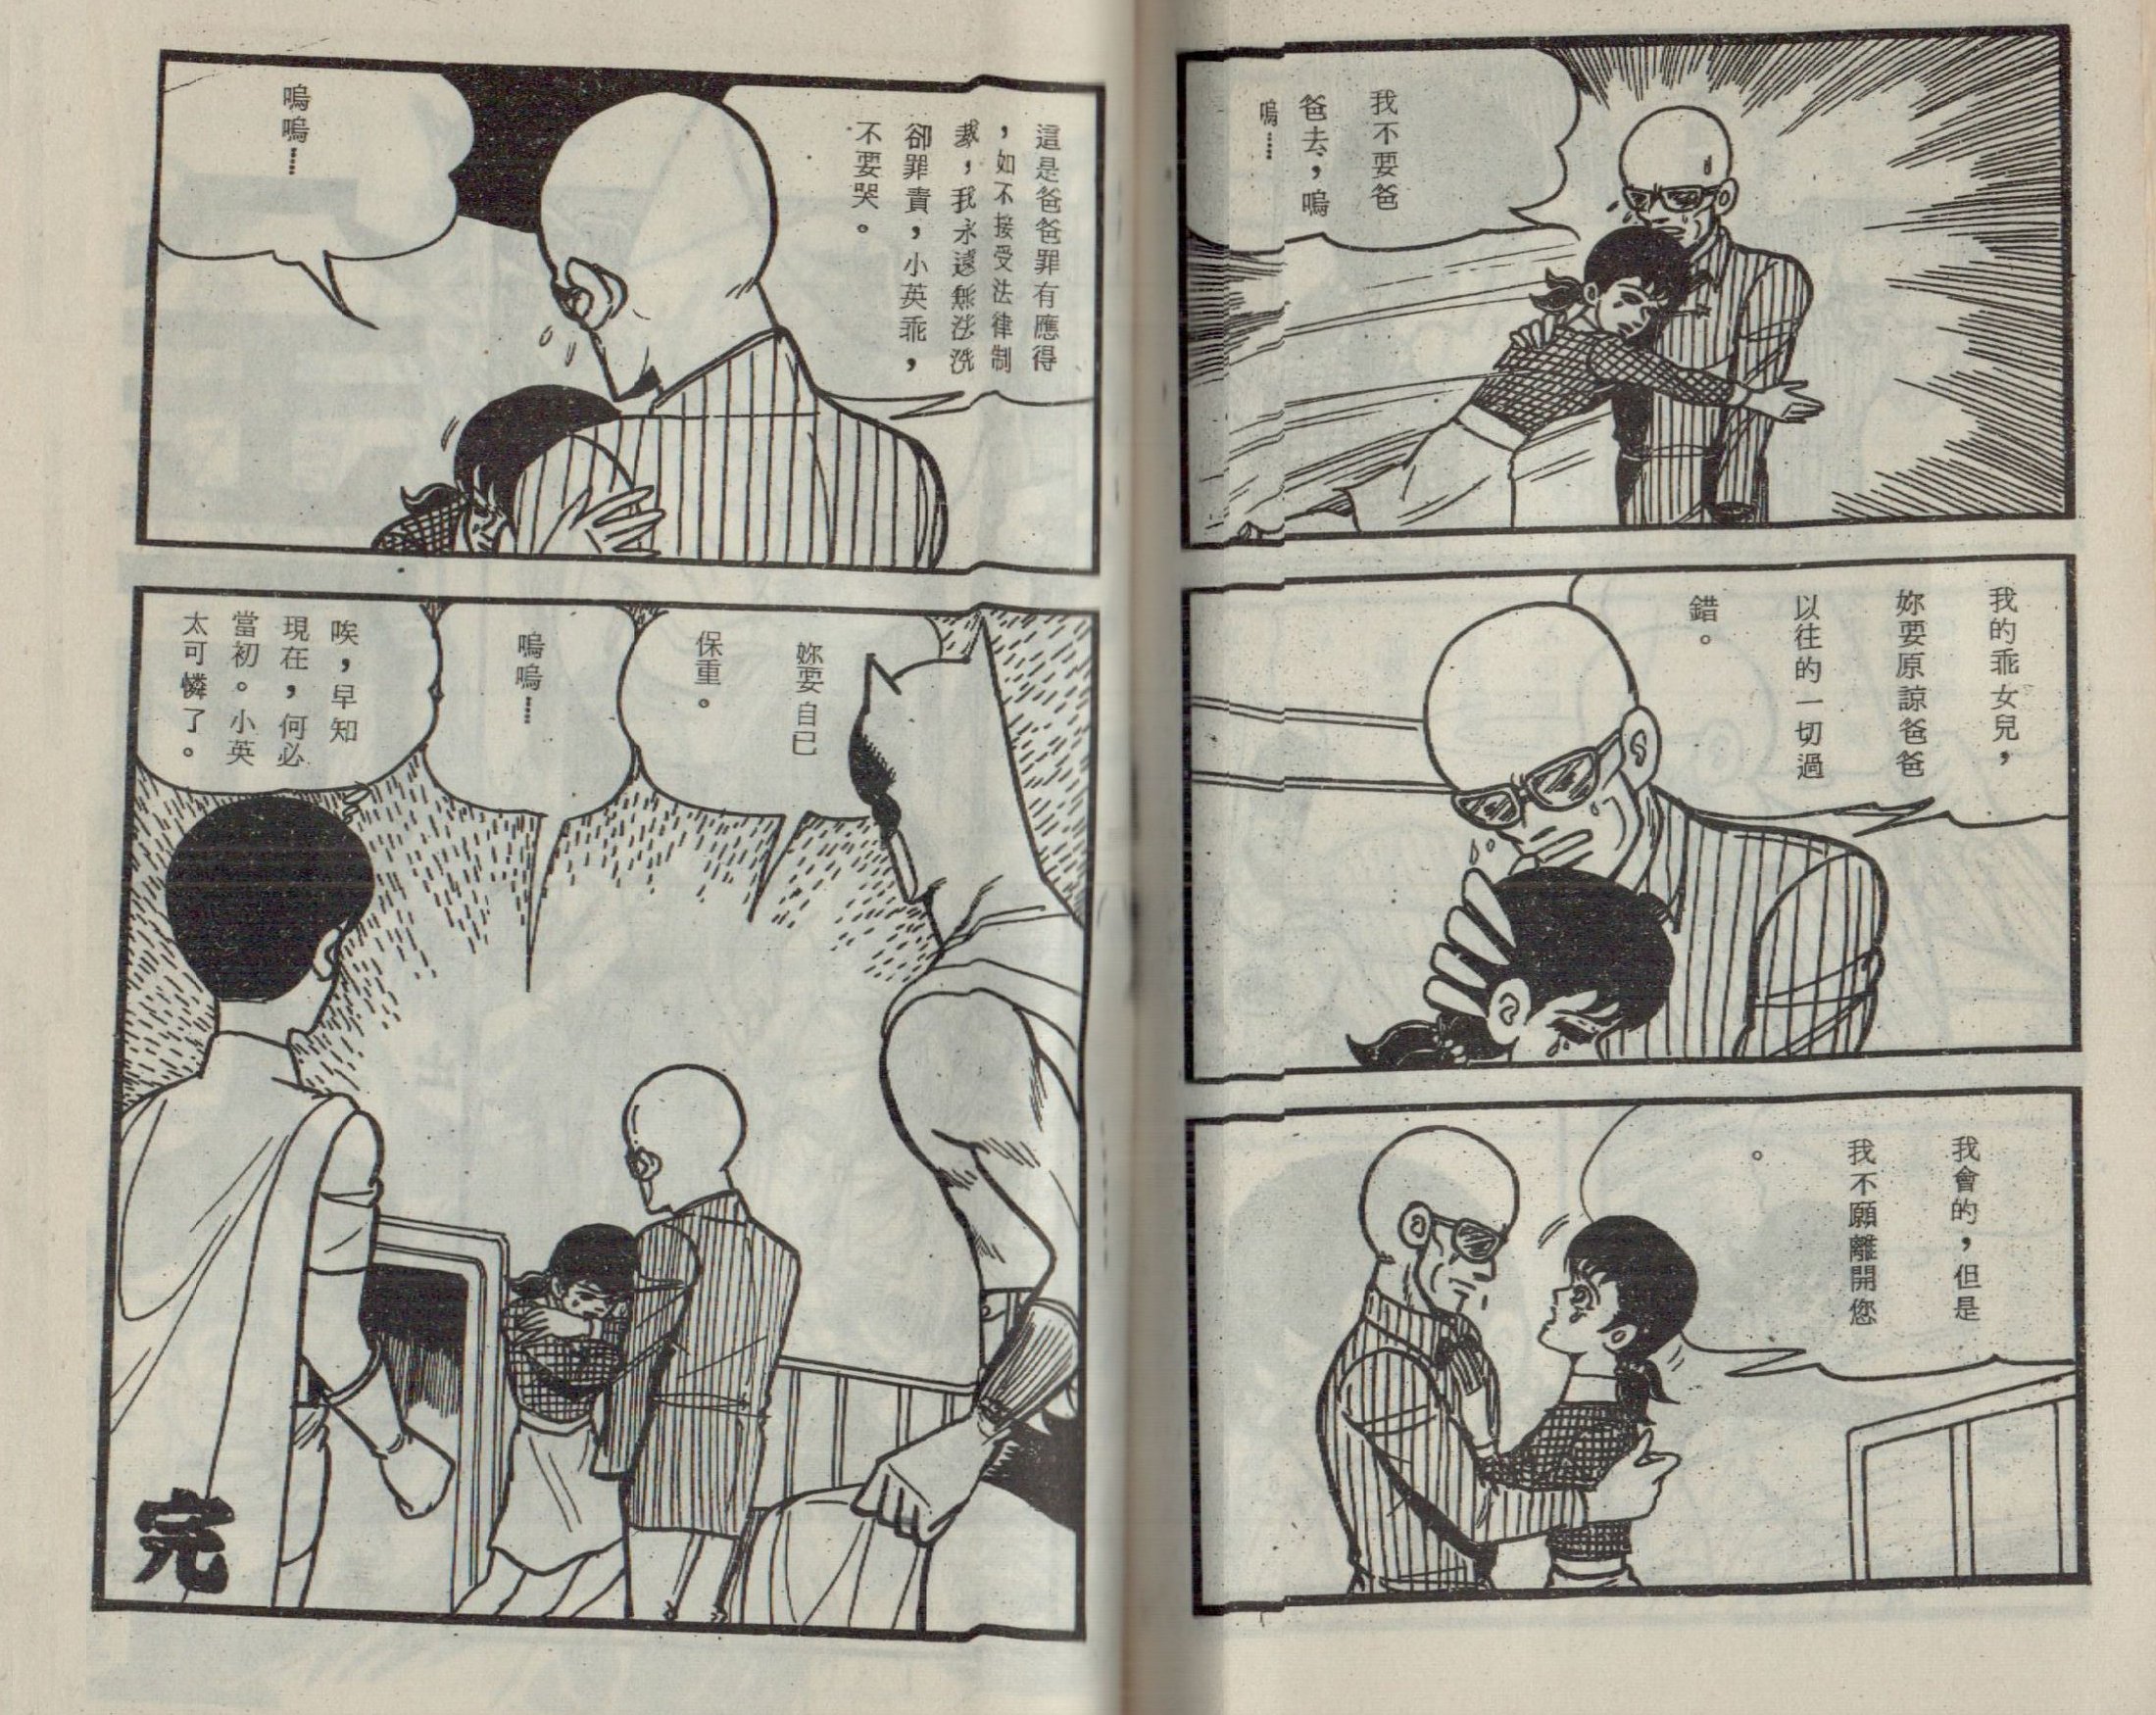 我不要爸
爸去，嗚
嗚……
我的乖女兒，
妳要原諒爸爸
以往的一切過
錯。
我會的，但是
我不願離開您
。
這是爸爸罪有應得
，如不接受法律制
裁，我永遠無法洗
卻罪責，小英乖，
不要哭。
嗚嗚……
妳要自己
保重。
嗚嗚……
唉，早知
現在，何必
當初。小英
太可憐了。
完